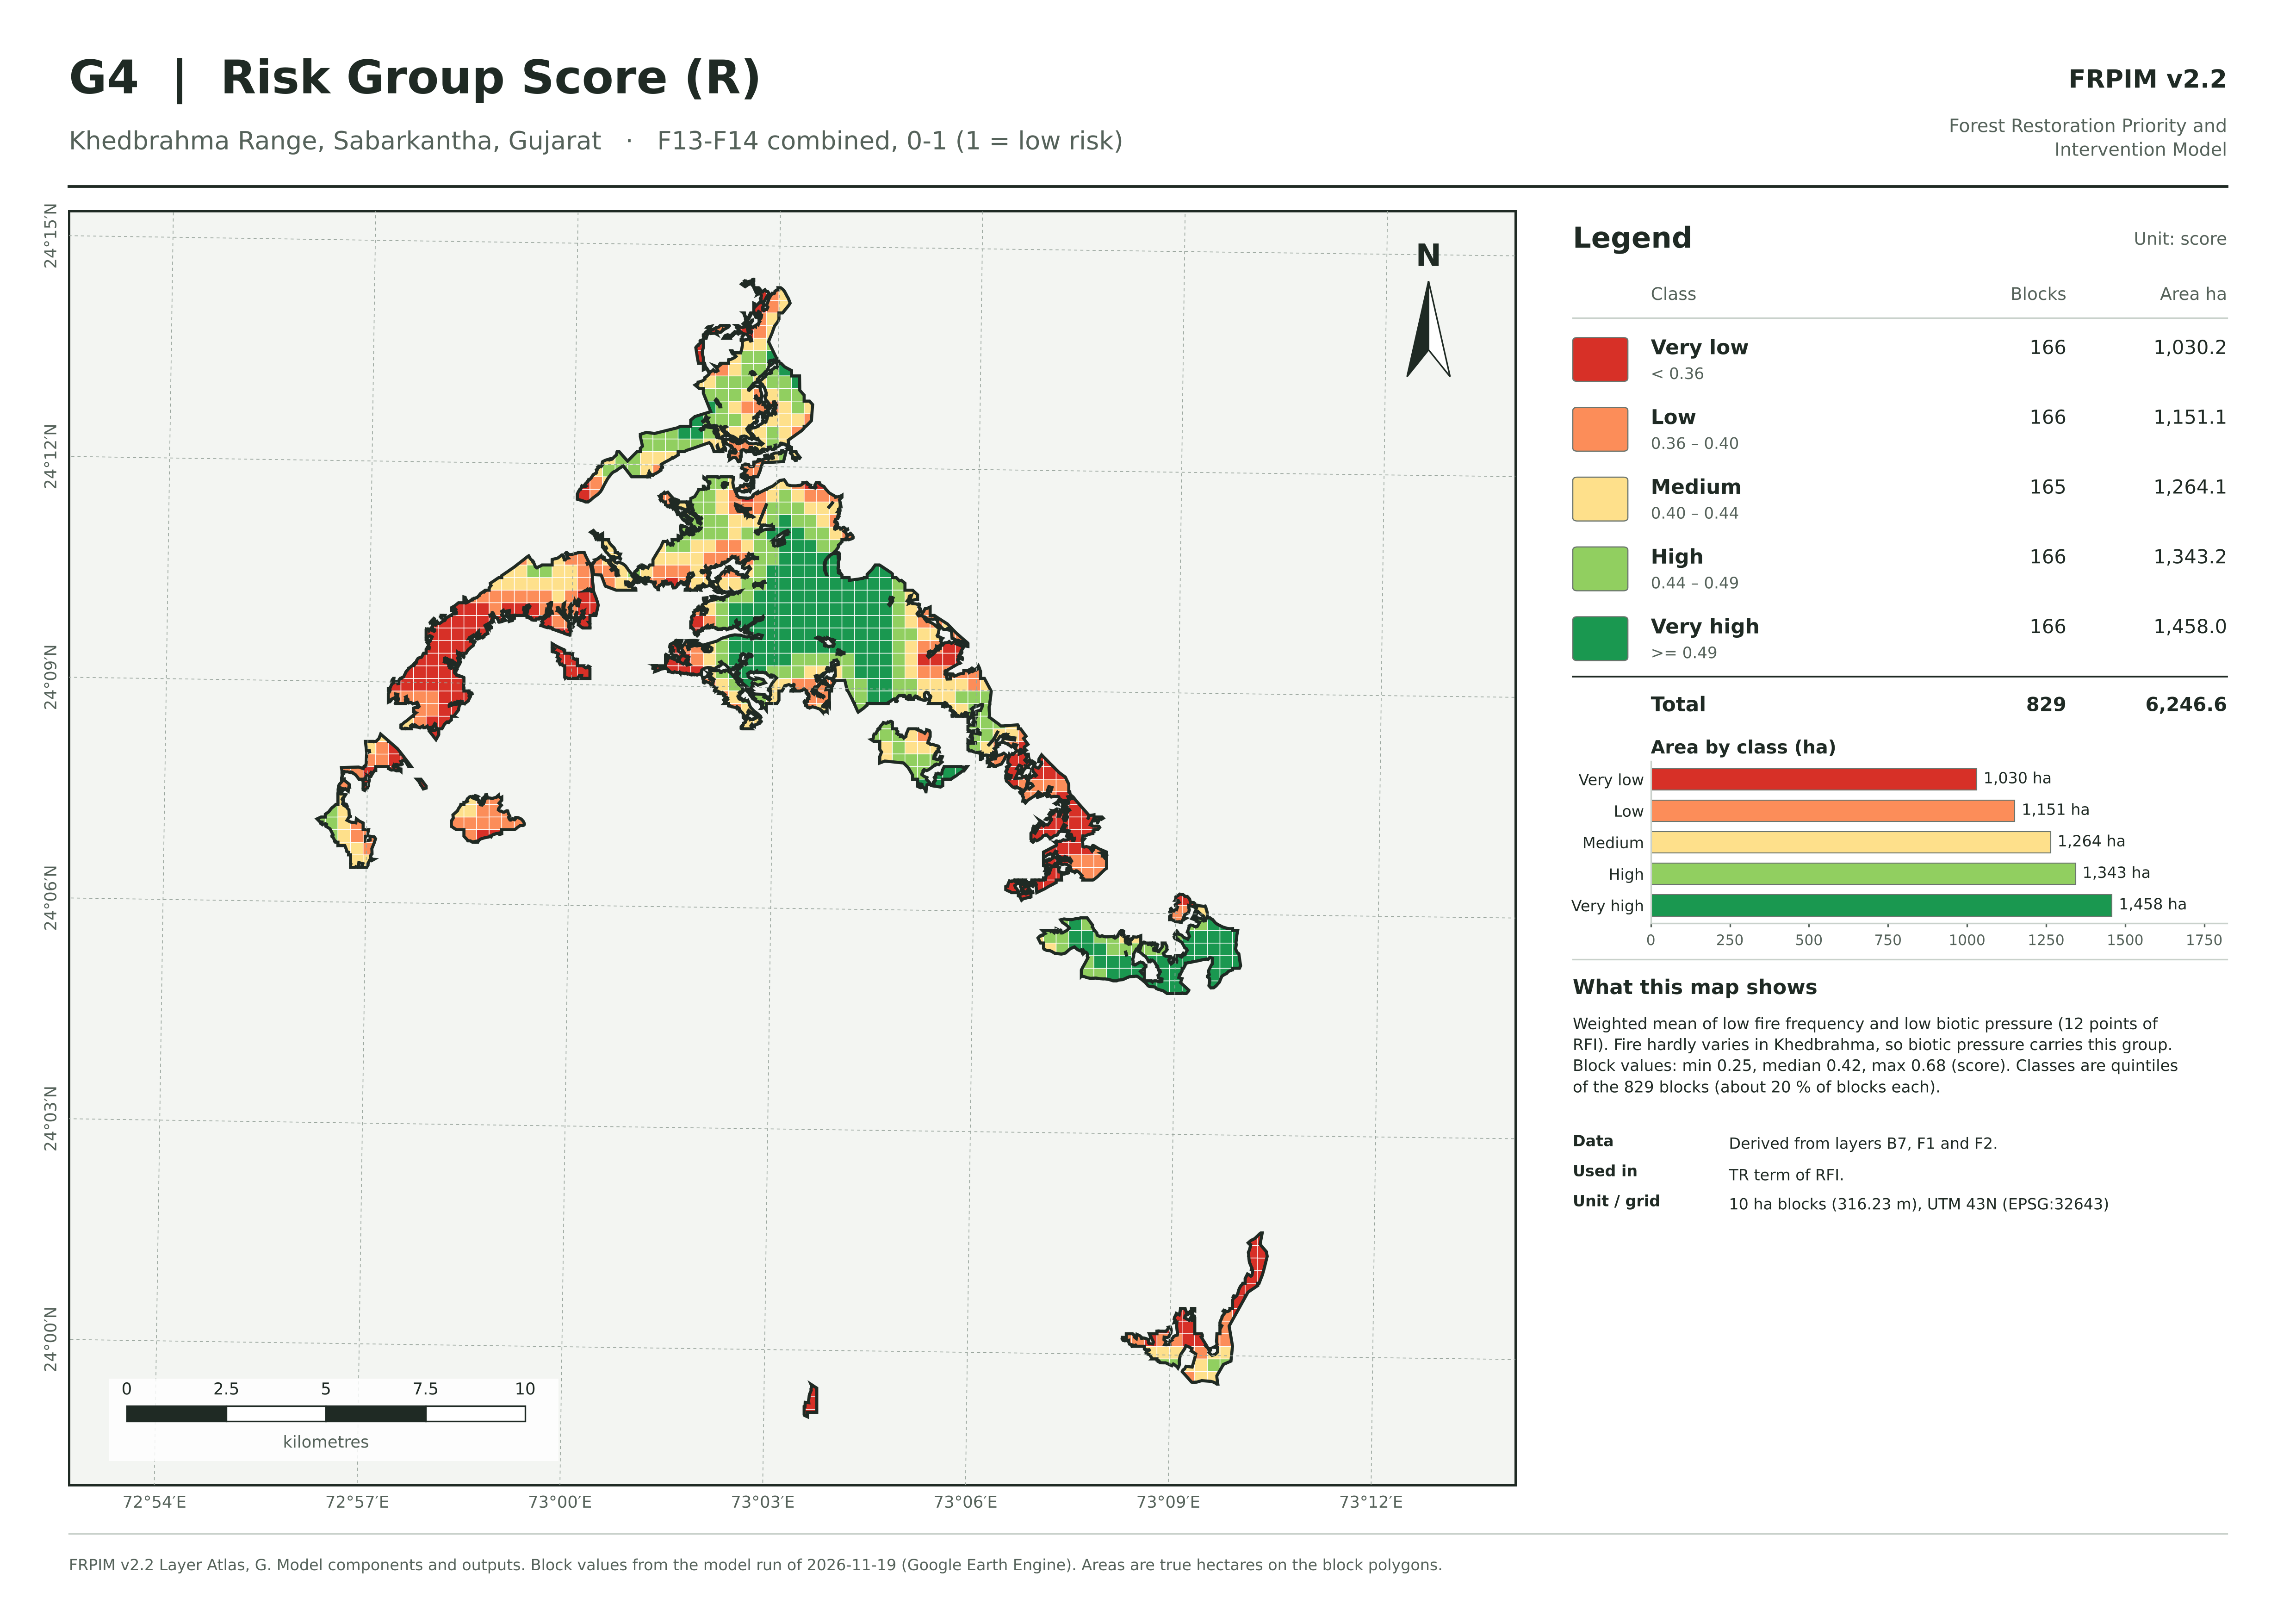 G4 | Risk Group Score (R)
FRPIM v2.2
Khedbrahma Range, Sabarkantha, Gujarat · F13-F14 combined, 0-1 (1 = low risk)
Forest Restoration Priority and
Intervention Model
24°15′N
24°12′N
24°09′N
24°06′N
24°03′N
24°00′N
N
0 2.5 5 7.5 10
kilometres
72°54′E 72°57′E 73°00′E 73°03′E 73°06′E 73°09′E 73°12′E
Legend Unit: score
Class Blocks Area ha
Very low 166 1,030.2
< 0.36
Low 166 1,151.1
0.36 – 0.40
Medium 165 1,264.1
0.40 – 0.44
High 166 1,343.2
0.44 – 0.49
Very high 166 1,458.0
>= 0.49
Total 829 6,246.6
Area by class (ha)
Very low 1,030 ha
Low 1,151 ha
Medium 1,264 ha
High 1,343 ha
Very high 1,458 ha
0 250 500 750 1000 1250 1500 1750
What this map shows
Weighted mean of low fire frequency and low biotic pressure (12 points of
RFI). Fire hardly varies in Khedbrahma, so biotic pressure carries this group.
Block values: min 0.25, median 0.42, max 0.68 (score). Classes are quintiles
of the 829 blocks (about 20 % of blocks each).
Data Derived from layers B7, F1 and F2.
Used in TR term of RFI.
Unit / grid 10 ha blocks (316.23 m), UTM 43N (EPSG:32643)
FRPIM v2.2 Layer Atlas, G. Model components and outputs. Block values from the model run of 2026-11-19 (Google Earth Engine). Areas are true hectares on the block polygons.